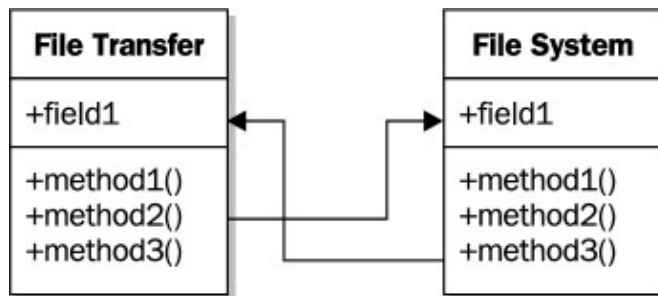 File Transfer
+field1
+method1()
+method2()
+method3()
File System
+field1
+method1()
+method2()
+method3()